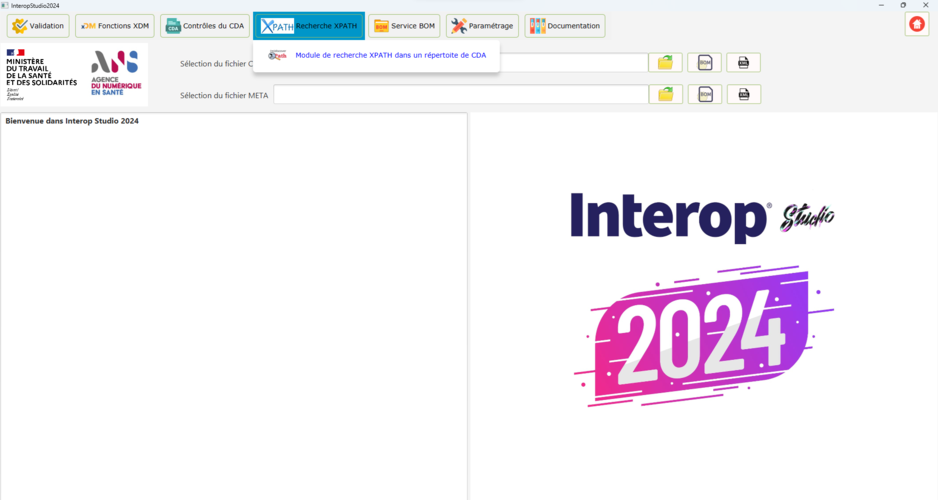 InteropStudio2024
Validation
XDM Fonctions XDM
CDA Contrôles du CDA
XPATH Recherche XPATH
BOM Service BOM
Paramétrage
Documentation
Module de recherche XPATH dans un répertoite de CDA
MINISTÈRE
DU TRAVAIL
DE LA SANTÉ
ET DES SOLIDARITÉS
Liberté
Égalité
Fraternité
AGENCE
DU NUMÉRIQUE
EN SANTÉ
Sélection du fichier C
BOM
XML
Sélection du fichier META
BOM
XML
Bienvenue dans Interop Studio 2024
Interop® Studio
2024